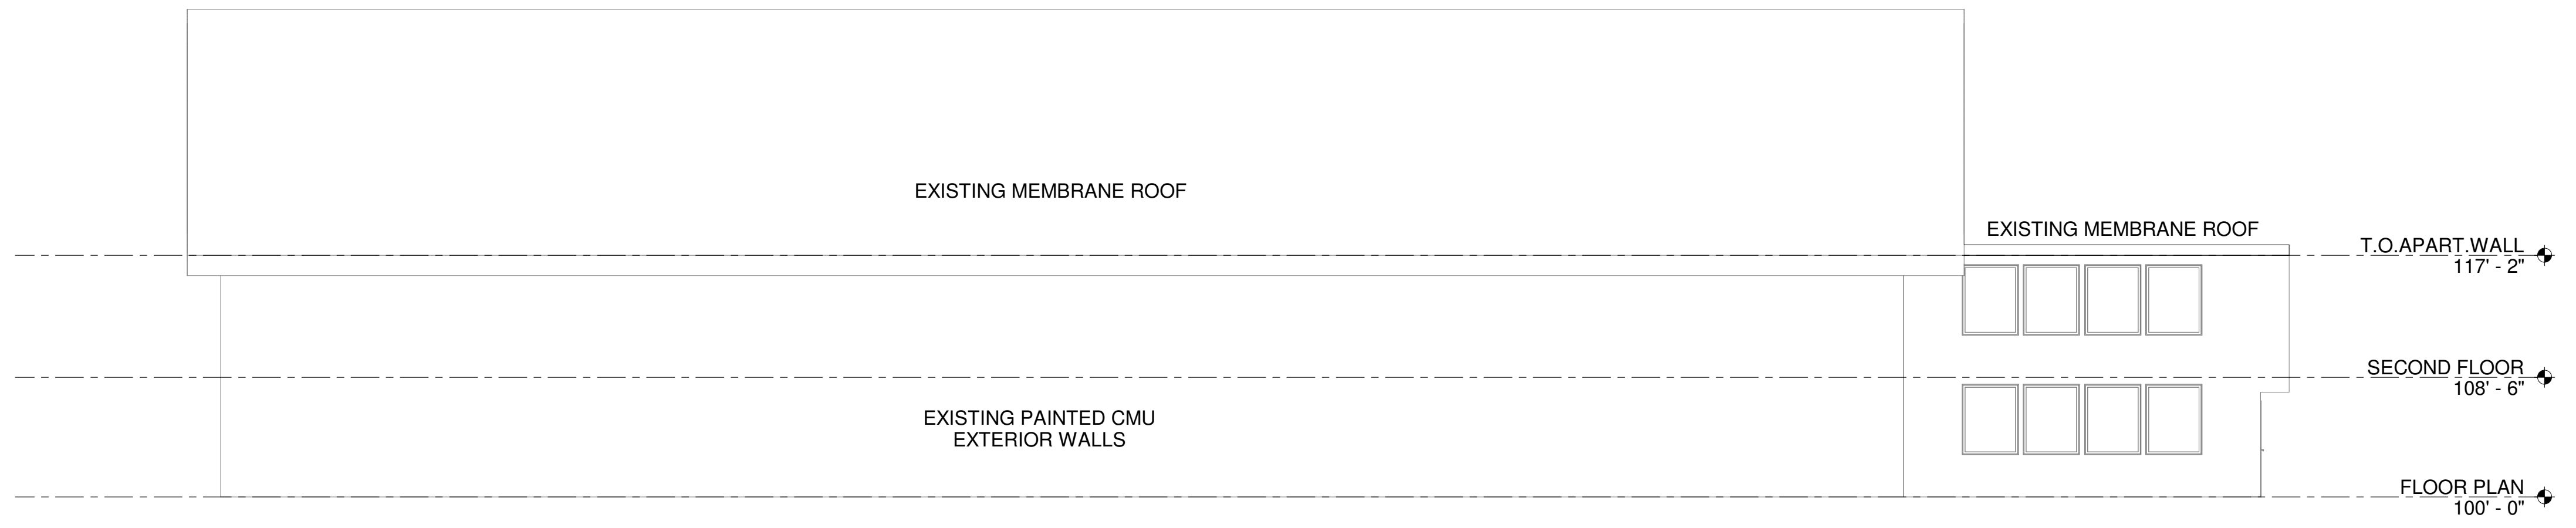 EXISTING MEMBRANE ROOF
EXISTING MEMBRANE ROOF
T.O.APART.WALL
117' - 2"
SECOND FLOOR
108' - 6"
EXISTING PAINTED CMU
EXTERIOR WALLS
FLOOR PLAN
100' - 0"